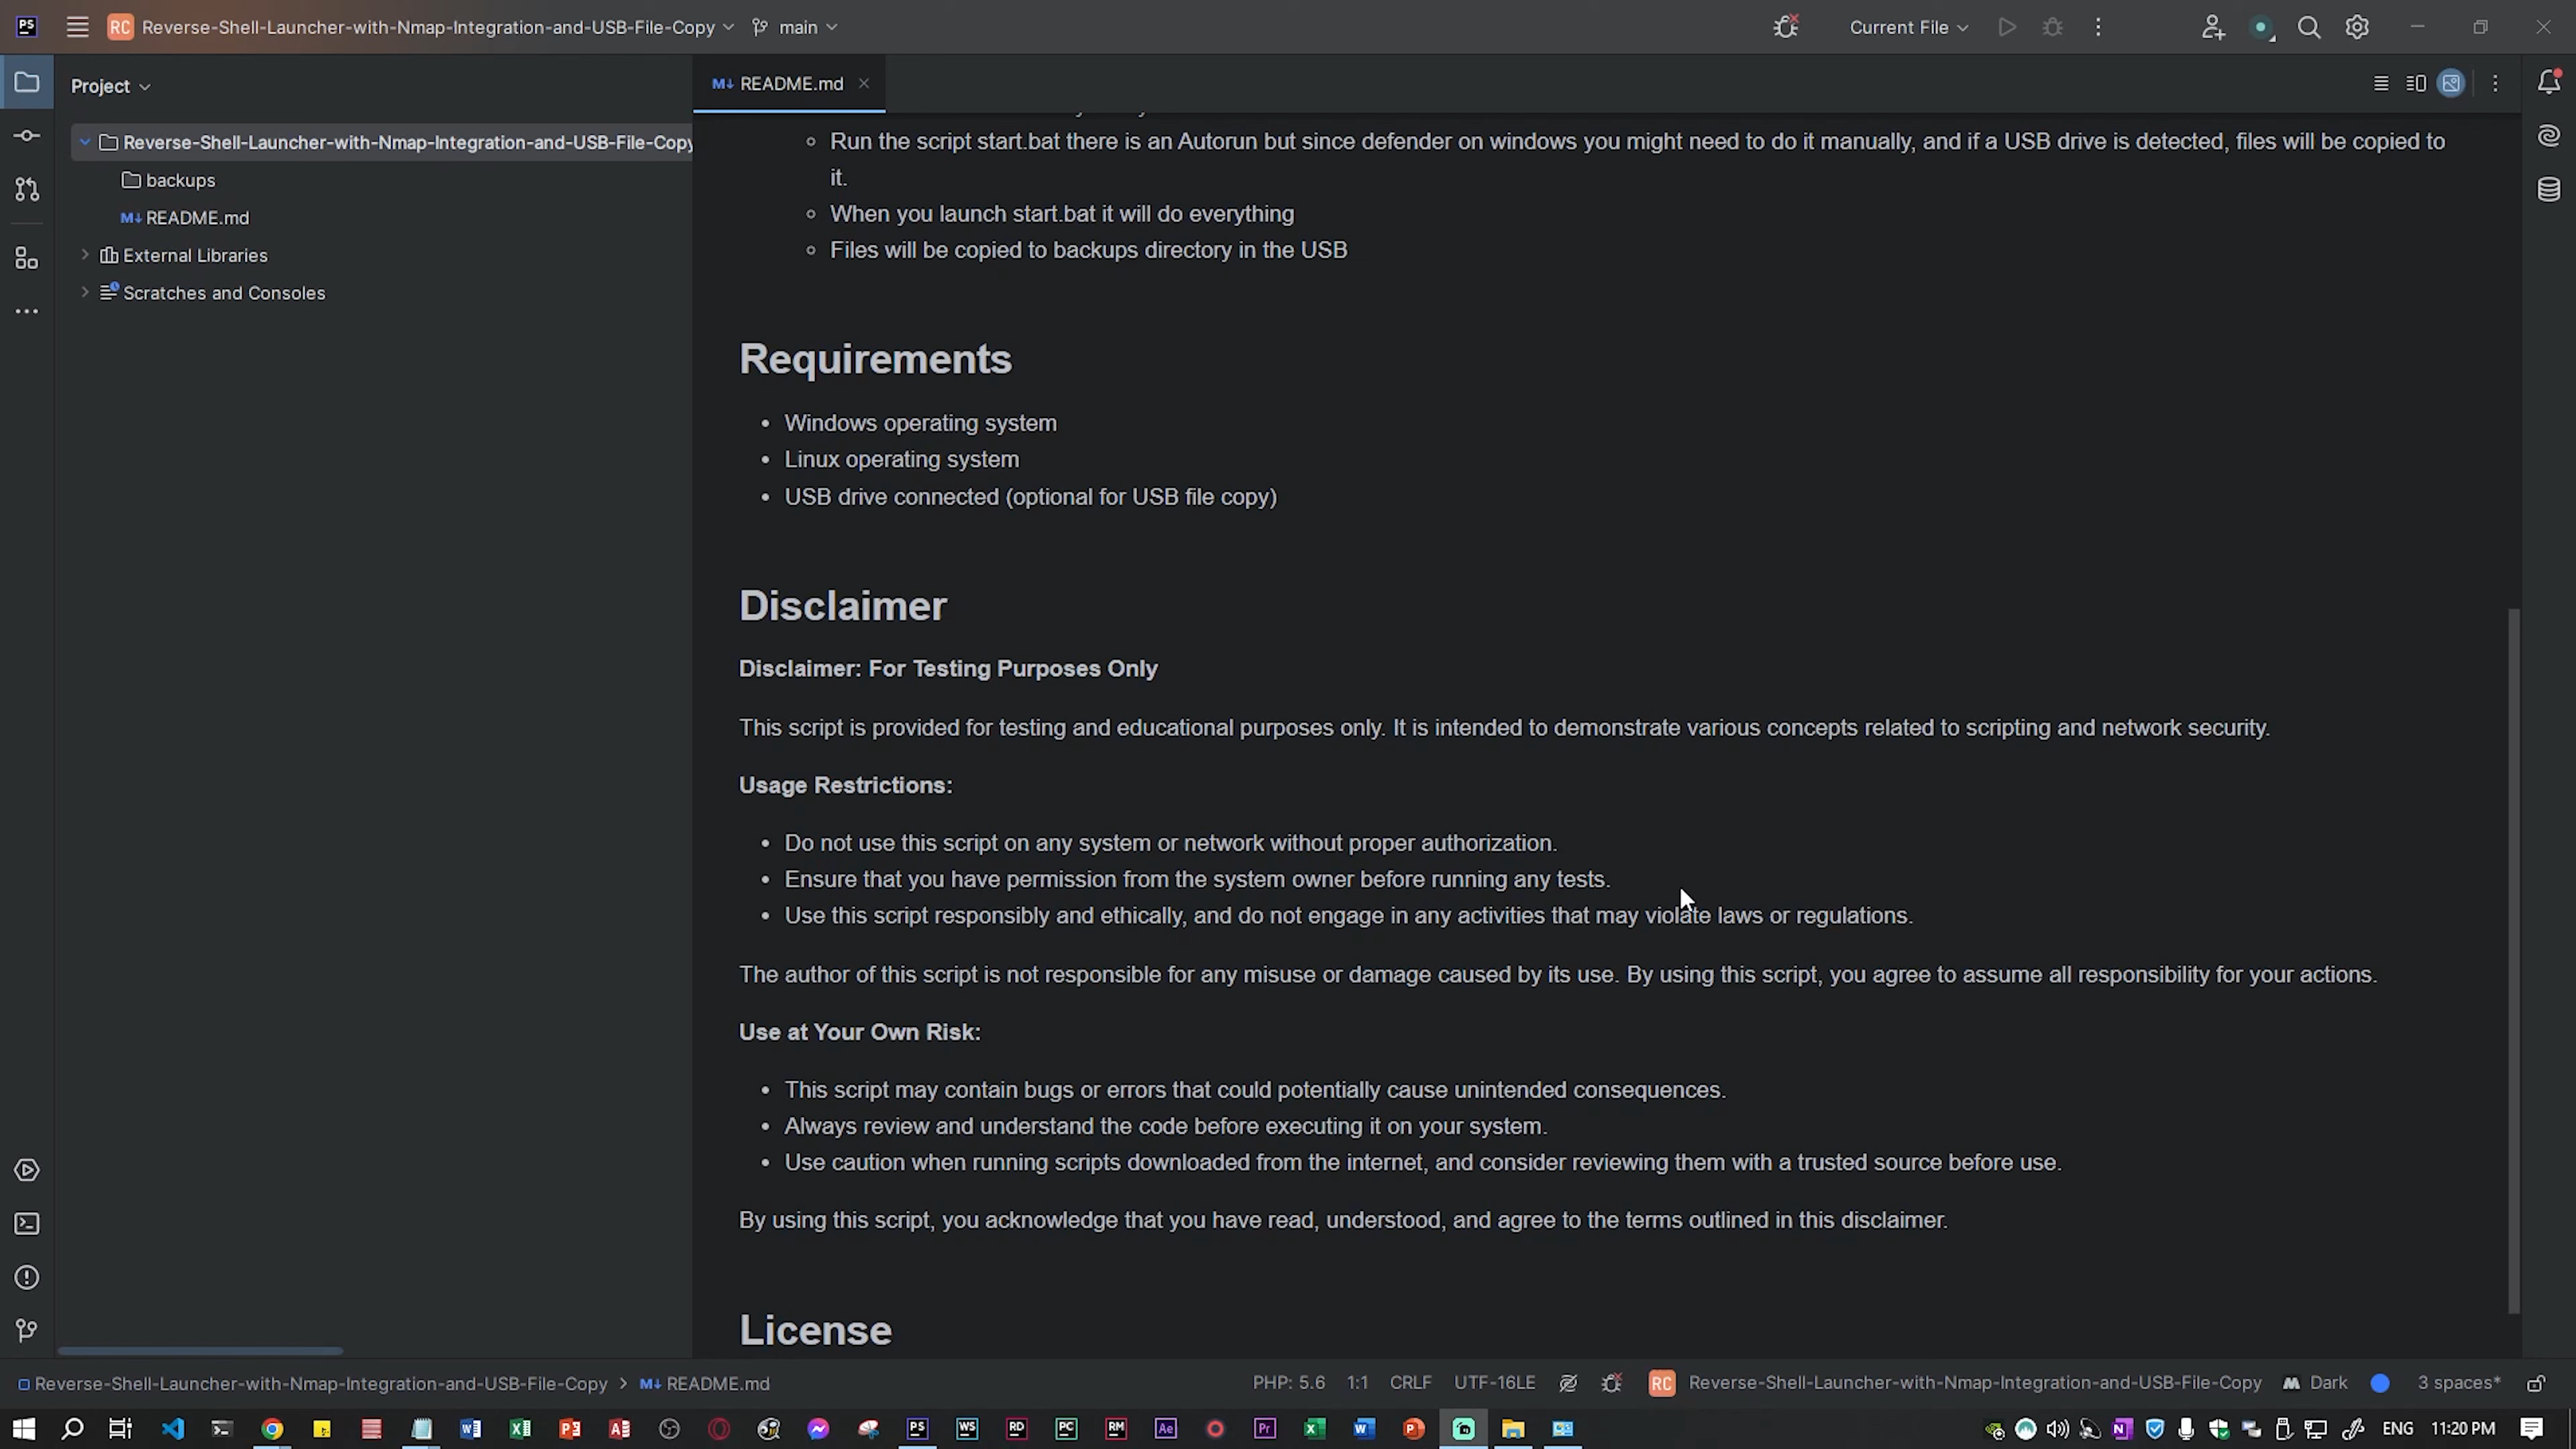 PS
RC Reverse-Shell-Launcher-with-Nmap-Integration-and-USB-File-Copy
main
Current File
Project
M↓ README.md
Reverse-Shell-Launcher-with-Nmap-Integration-and-USB-File-Copy
backups
M↓ README.md
External Libraries
Scratches and Consoles
Run the script start.bat there is an Autorun but since defender on windows you might need to do it manually, and if a USB drive is detected, files will be copied to
it.
When you launch start.bat it will do everything
Files will be copied to backups directory in the USB
Requirements
Windows operating system
Linux operating system
USB drive connected (optional for USB file copy)
Disclaimer
Disclaimer: For Testing Purposes Only
This script is provided for testing and educational purposes only. It is intended to demonstrate various concepts related to scripting and network security.
Usage Restrictions:
Do not use this script on any system or network without proper authorization.
Ensure that you have permission from the system owner before running any tests.
Use this script responsibly and ethically, and do not engage in any activities that may violate laws or regulations.
The author of this script is not responsible for any misuse or damage caused by its use. By using this script, you agree to assume all responsibility for your actions.
Use at Your Own Risk:
This script may contain bugs or errors that could potentially cause unintended consequences.
Always review and understand the code before executing it on your system.
Use caution when running scripts downloaded from the internet, and consider reviewing them with a trusted source before use.
By using this script, you acknowledge that you have read, understood, and agree to the terms outlined in this disclaimer.
License
Reverse-Shell-Launcher-with-Nmap-Integration-and-USB-File-Copy > M↓ README.md
PHP: 5.6 1:1 CRLF UTF-16LE RC Reverse-Shell-Launcher-with-Nmap-Integration-and-USB-File-Copy Dark 3 spaces*
PS WS RD PC RM Ae Pr
ENG 11:20 PM